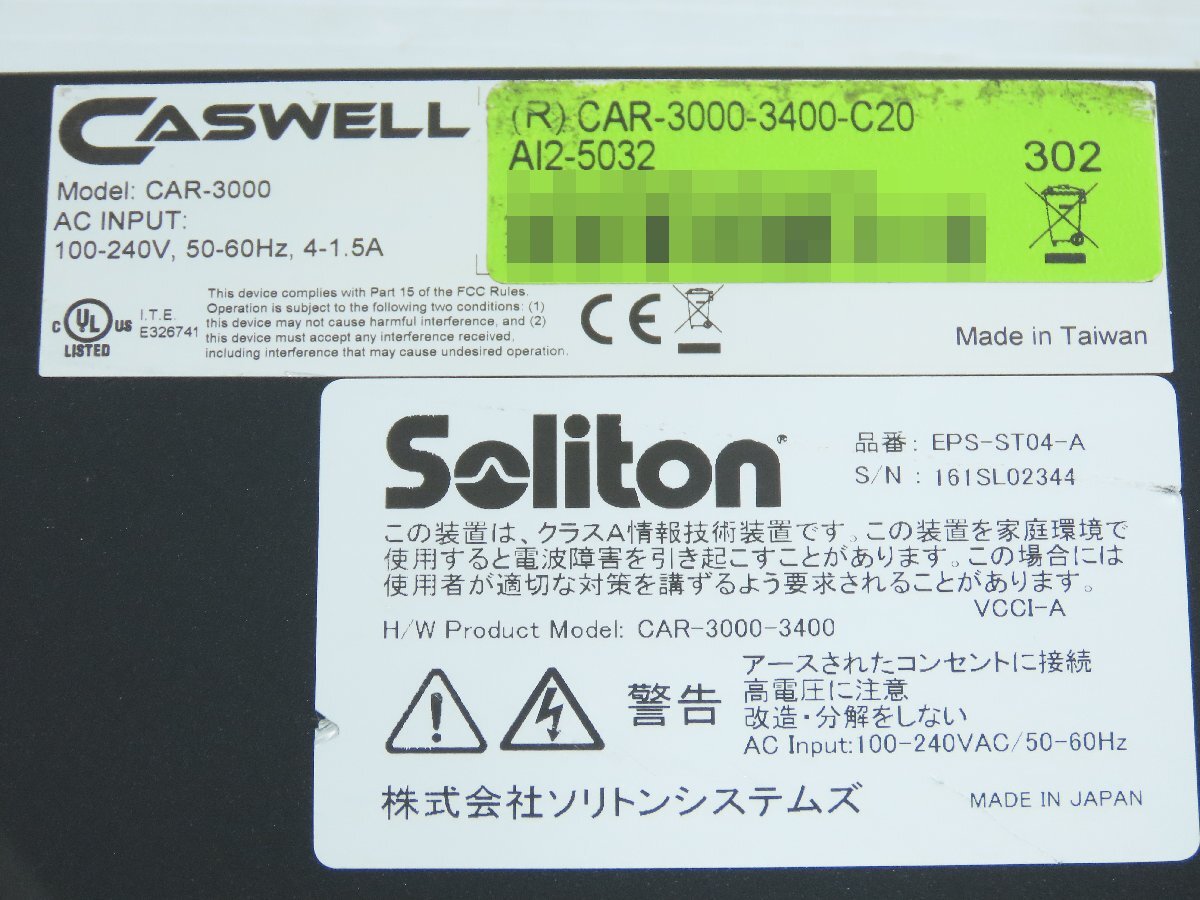 CASWELL
Model: CAR-3000
AC INPUT:
100-240V, 50-60Hz, 4-1.5A
(R) CAR-3000-3400-C20
AI2-5032
302
C UL US
LISTED
I.T.E.
E326741
This device complies with Part 15 of the FCC Rules.
Operation is subject to the following two conditions: (1)
this device may not cause harmful interference, and (2)
this device must accept any interference received,
including interference that may cause undesired operation.
CE
Made in Taiwan
Soliton®
品番: EPS-ST04-A
S/N : 161SL02344
この装置は、クラスA情報技術装置です。この装置を家庭環境で
使用すると電波障害を引き起こすことがあります。この場合には
使用者が適切な対策を講ずるよう要求されることがあります。
VCCI-A
H/W Product Model: CAR-3000-3400
警告
アースされたコンセントに接続
高電圧に注意
改造・分解をしない
AC Input:100-240VAC/50-60Hz
株式会社ソリトンシステムズ
MADE IN JAPAN